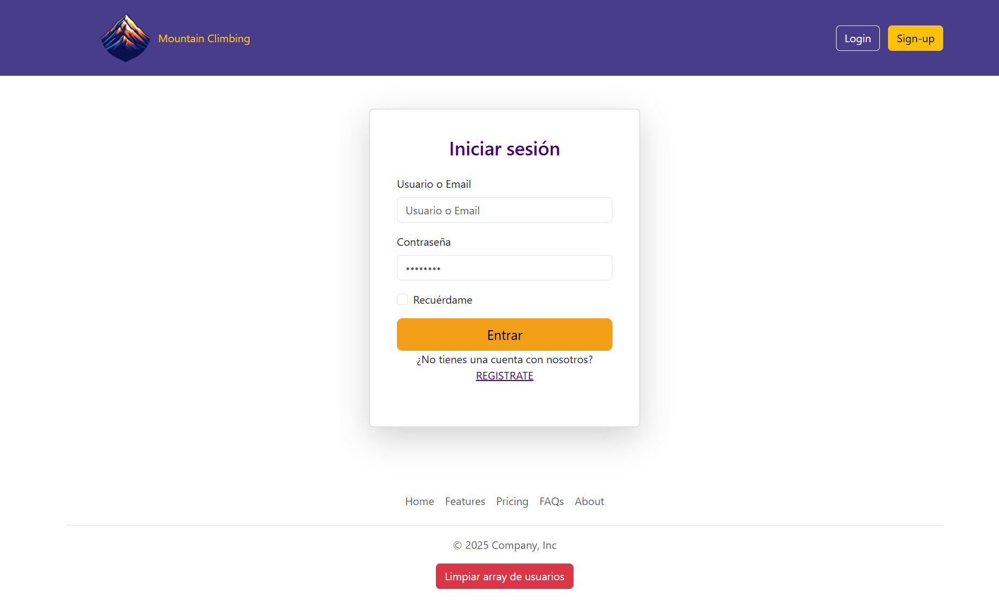 Mountain Climbing
Login
Sign-up
Iniciar sesión
Usuario o Email
Usuario o Email
Contraseña
••••••••
Recuérdame
Entrar
¿No tienes una cuenta con nosotros?
REGISTRATE
Home Features Pricing FAQs About
© 2025 Company, Inc
Limpiar array de usuarios